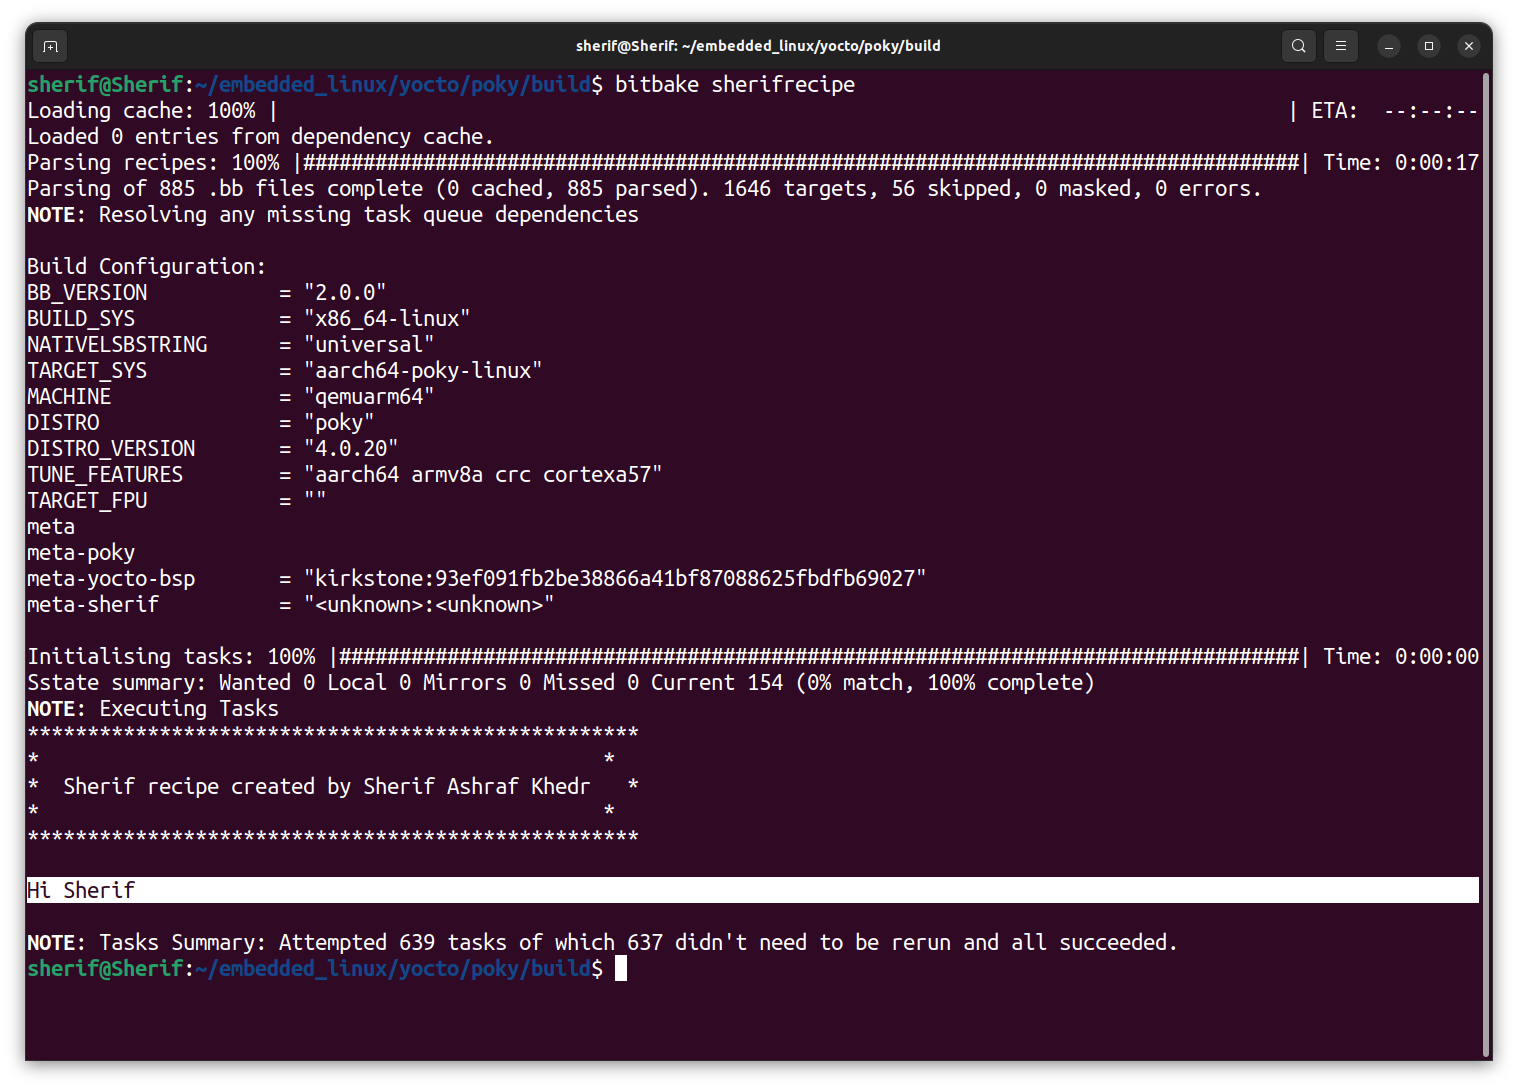 sherif@Sherif: ~/embedded_linux/yocto/poky/build
sherif@Sherif:~/embedded_linux/yocto/poky/build$ bitbake sherifrecipe
Loading cache: 100% |                                                                                     | ETA:  --:--:--
Loaded 0 entries from dependency cache.
Parsing recipes: 100% |###################################################################################| Time: 0:00:17
Parsing of 885 .bb files complete (0 cached, 885 parsed). 1646 targets, 56 skipped, 0 masked, 0 errors.
NOTE: Resolving any missing task queue dependencies

Build Configuration:
BB_VERSION           = "2.0.0"
BUILD_SYS            = "x86_64-linux"
NATIVELSBSTRING      = "universal"
TARGET_SYS           = "aarch64-poky-linux"
MACHINE              = "qemuarm64"
DISTRO               = "poky"
DISTRO_VERSION       = "4.0.20"
TUNE_FEATURES        = "aarch64 armv8a crc cortexa57"
TARGET_FPU           = ""
meta
meta-poky
meta-yocto-bsp       = "kirkstone:93ef091fb2be38866a41bf87088625fbdfb69027"
meta-sherif          = "<unknown>:<unknown>"

Initialising tasks: 100% |################################################################################| Time: 0:00:00
Sstate summary: Wanted 0 Local 0 Mirrors 0 Missed 0 Current 154 (0% match, 100% complete)
NOTE: Executing Tasks
***************************************************
*                                               *
*  Sherif recipe created by Sherif Ashraf Khedr   *
*                                               *
***************************************************

Hi Sherif

NOTE: Tasks Summary: Attempted 639 tasks of which 637 didn't need to be rerun and all succeeded.
sherif@Sherif:~/embedded_linux/yocto/poky/build$